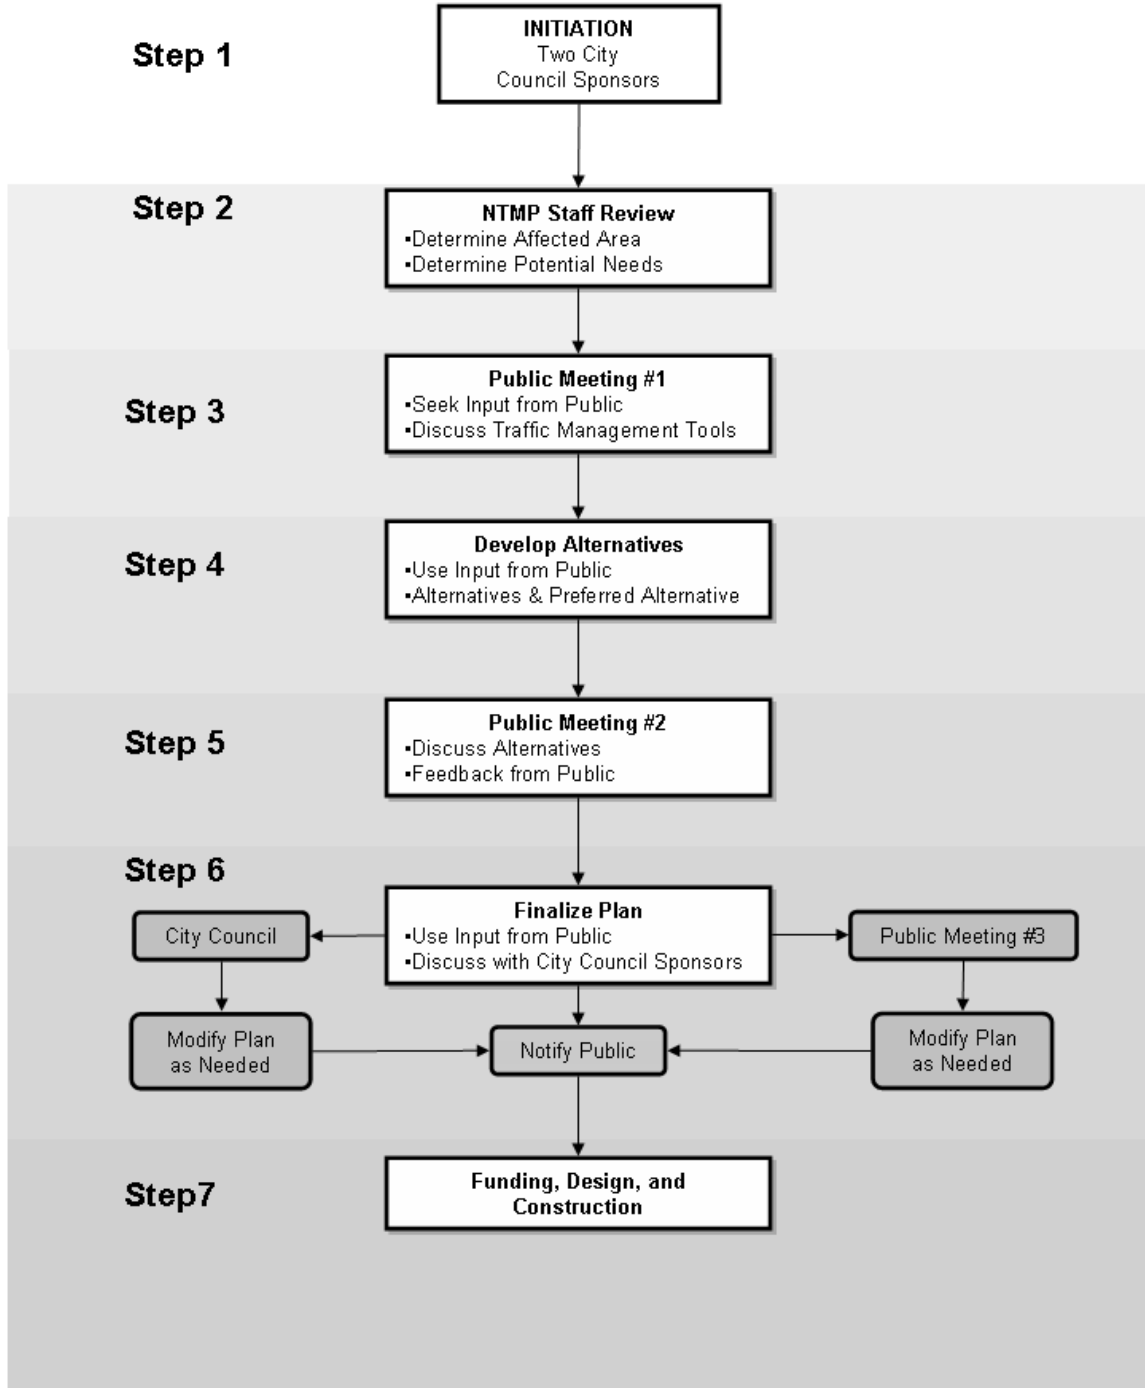 Step 1
INITIATION
Two City
Council Sponsors
Step 2
NTMP Staff Review
▪Determine Affected Area
▪Determine Potential Needs
Step 3
Public Meeting #1
▪Seek Input from Public
▪Discuss Traffic Management Tools
Step 4
Develop Alternatives
▪Use Input from Public
▪Alternatives & Preferred Alternative
Step 5
Public Meeting #2
▪Discuss Alternatives
▪Feedback from Public
Step 6
Finalize Plan
▪Use Input from Public
▪Discuss with City Council Sponsors
City Council
Public Meeting #3
Modify Plan
as Needed
Notify Public
Modify Plan
as Needed
Step7
Funding, Design, and
Construction